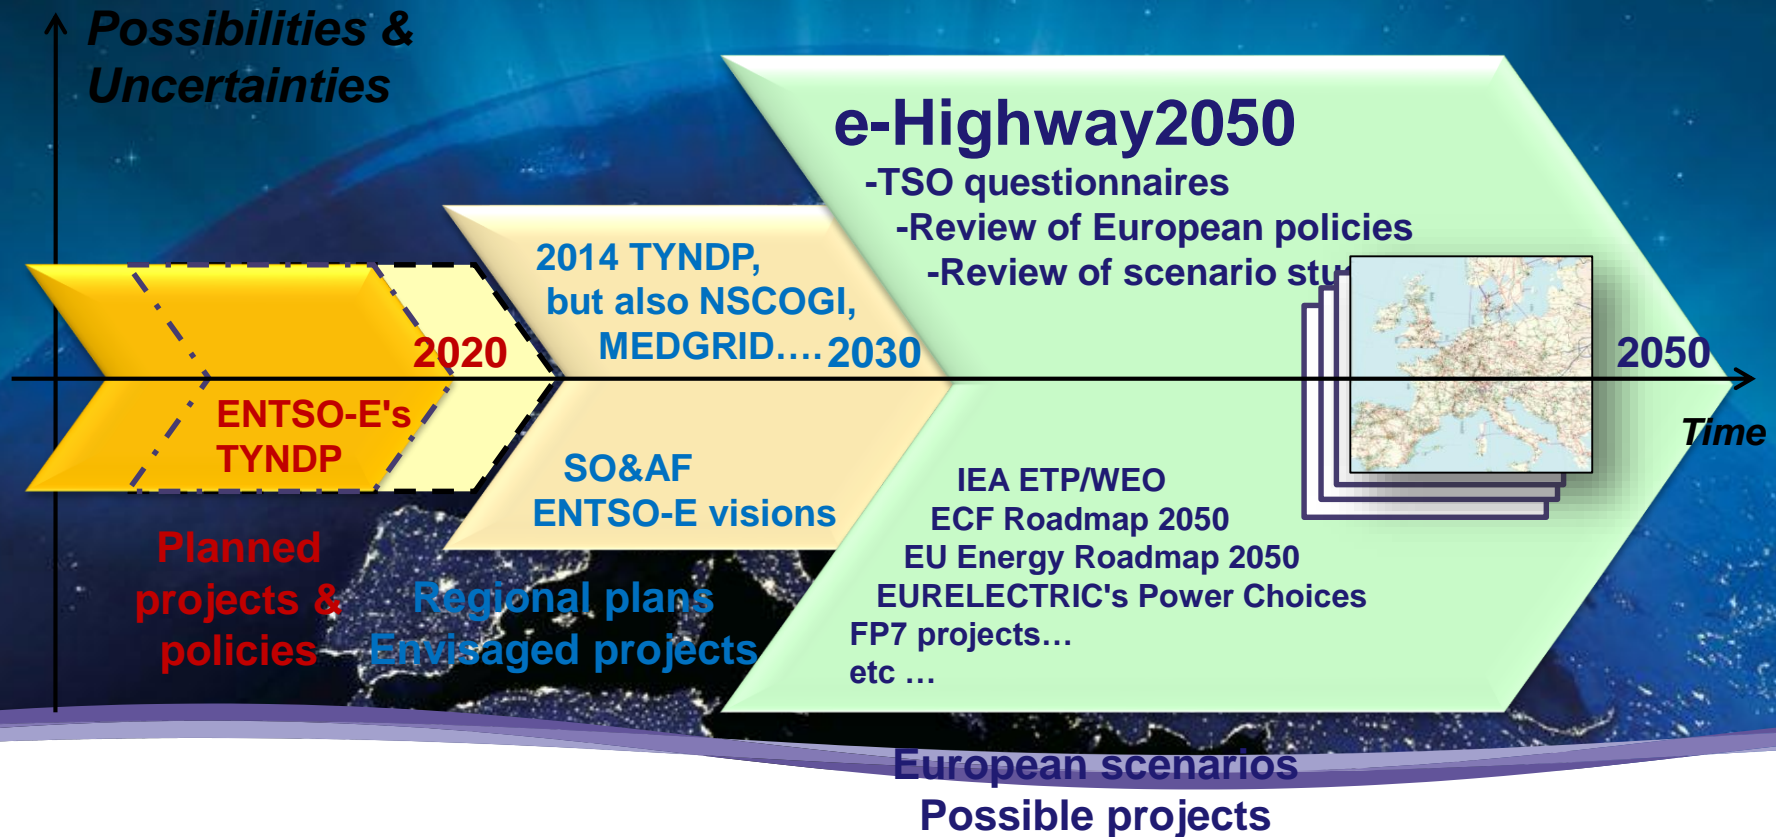 Possibilities &
Uncertainties
e-Highway2050
-TSO questionnaires
-Review of European policies
-Review of scenario
2014 TYNDP,
but also NSCOGI,
MEDGRID....
2020
2030
2050
Time
ENTSO-E's
TYNDP
SO&AF
ENTSO-E visions
IEA ETP/WEO
ECF Roadmap 2050
EU Energy Roadmap 2050
EURELECTRIC's Power Choices
FP7 projects…
etc …
Planned
projects &
policies
Regional plans
Envisaged projects
European scenarios
Possible projects